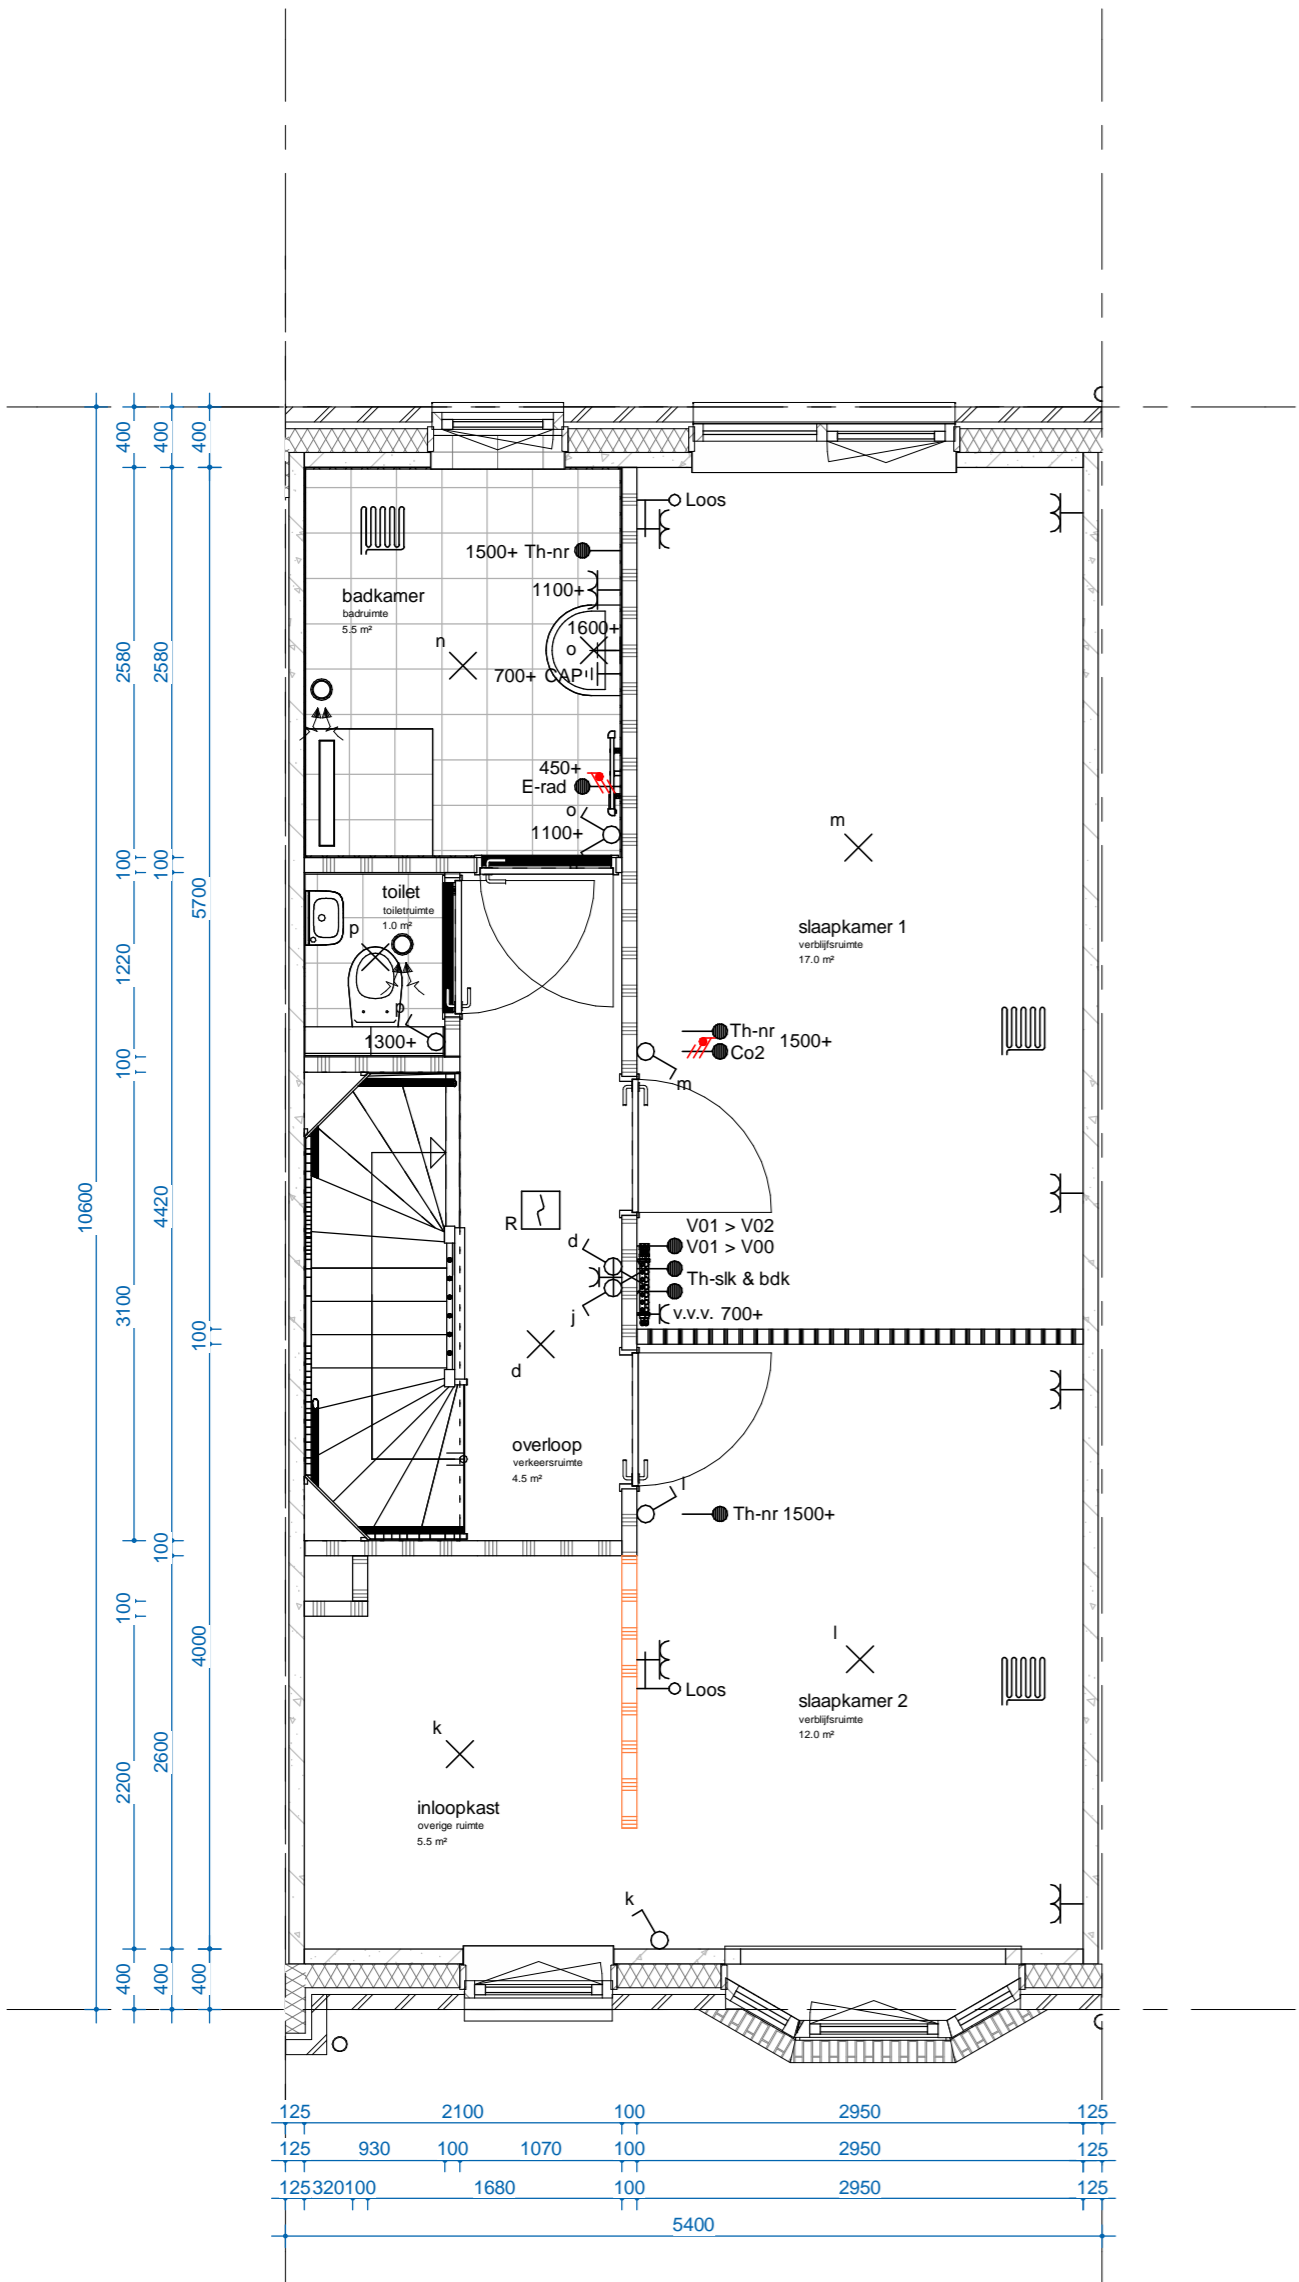 Loos
1500+ Th-nr
1100+
badkamer
badruimte
5.5 m²
n
1600+
o
700+ CAP
450+
E-rad
o
1100+
m
toilet
toiletruimte
1.0 m²
p
p
1300+
slaapkamer 1
verblijfsruimte
17.0 m²
Th-nr
1500+
Co2
m
R
d
V01 > V02
V01 > V00
Th-slk & bdk
j
v.v.v. 700+
d
overloop
verkeersruimte
4.5 m²
l
Th-nr 1500+
l
Loos
slaapkamer 2
verblijfsruimte
12.0 m²
k
inloopkast
overige ruimte
5.5 m²
k
10600
400
2580
100
1220
100
3100
100
2200
400
400
2580
100
4420
100
2600
400
400
5700
100
4000
400
125 2100 100 2950 125
125 930 100 1070 100 2950 125
125 320 100 1680 100 2950 125
5400